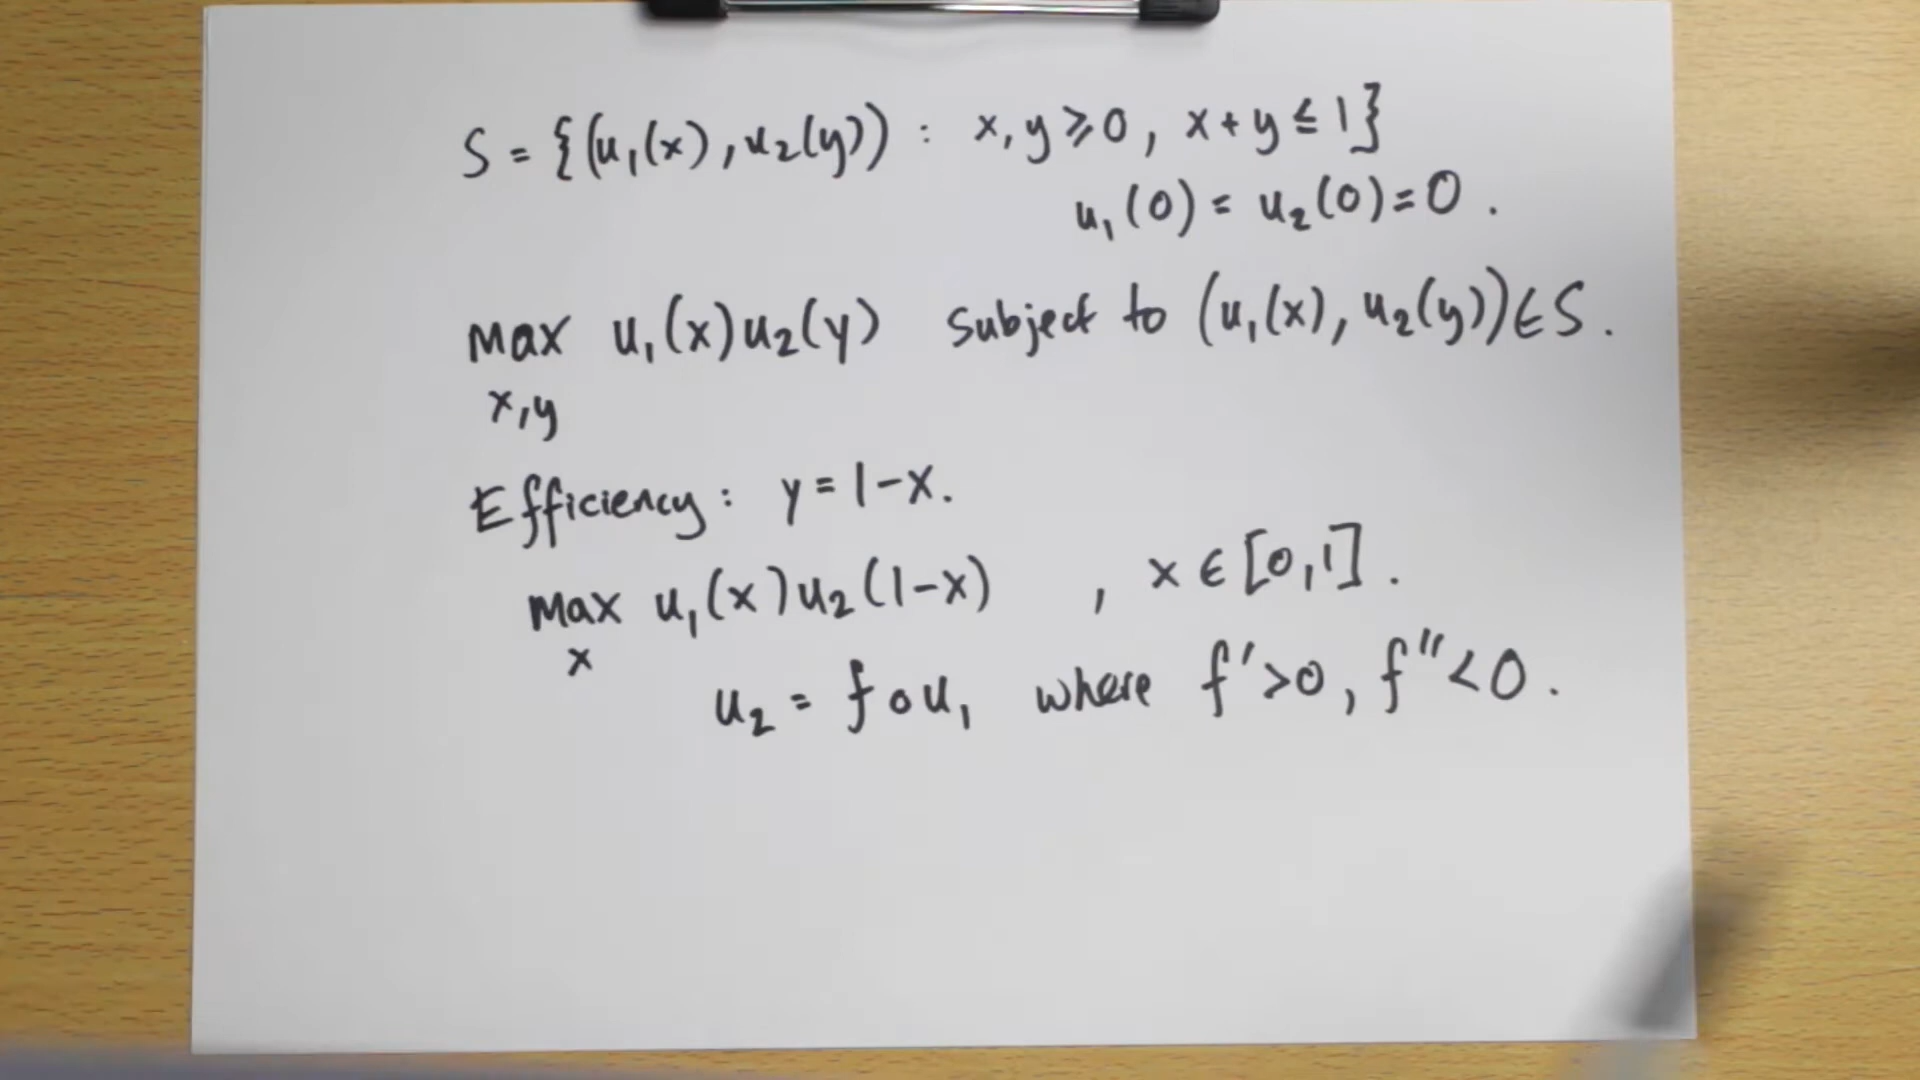 S = {(u₁(x), u₂(y)) : x, y ⩾ 0, x + y ≤ 1}
u₁(0) = u₂(0) = 0.
max u₁(x)u₂(y) subject to (u₁(x), u₂(y)) ∈ S.
x,y
Efficiency: y = 1-x.
max u₁(x)u₂(1-x) , x ∈ [0,1].
x
u₂ = f∘u₁ where f′>0, f″<0.